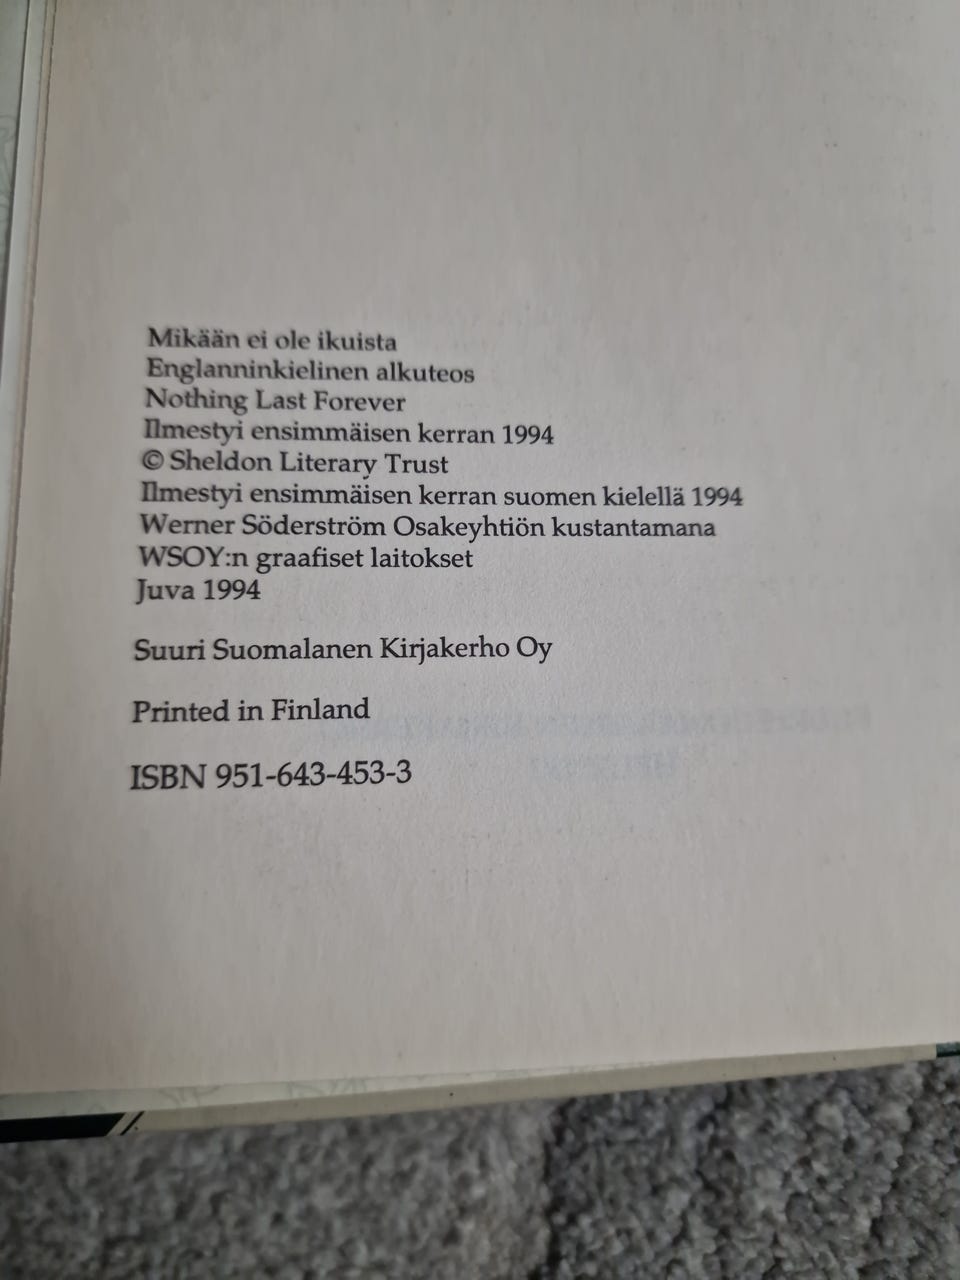 Mikään ei ole ikuista
Englanninkielinen alkuteos
Nothing Last Forever
Ilmestyi ensimmäisen kerran 1994
© Sheldon Literary Trust
Ilmestyi ensimmäisen kerran suomen kielellä 1994
Werner Söderström Osakeyhtiön kustantamana
WSOY:n graafiset laitokset
Juva 1994
Suuri Suomalanen Kirjakerho Oy
Printed in Finland
ISBN 951-643-453-3